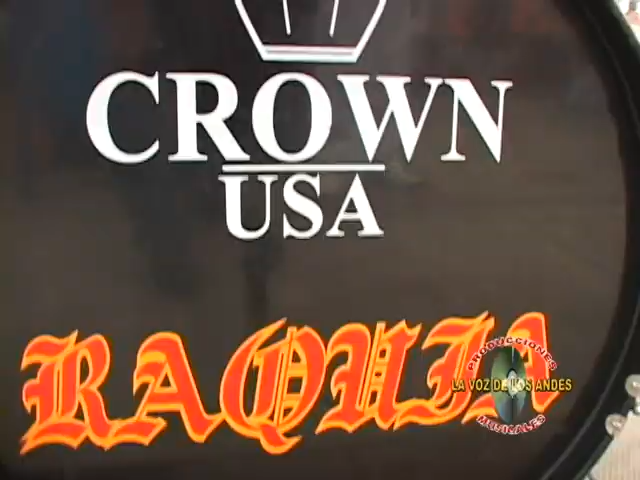 CROWN
USA
RAQUIA
PRODUCCIONES
LA VOZ DE LOS ANDES
MUSICALES